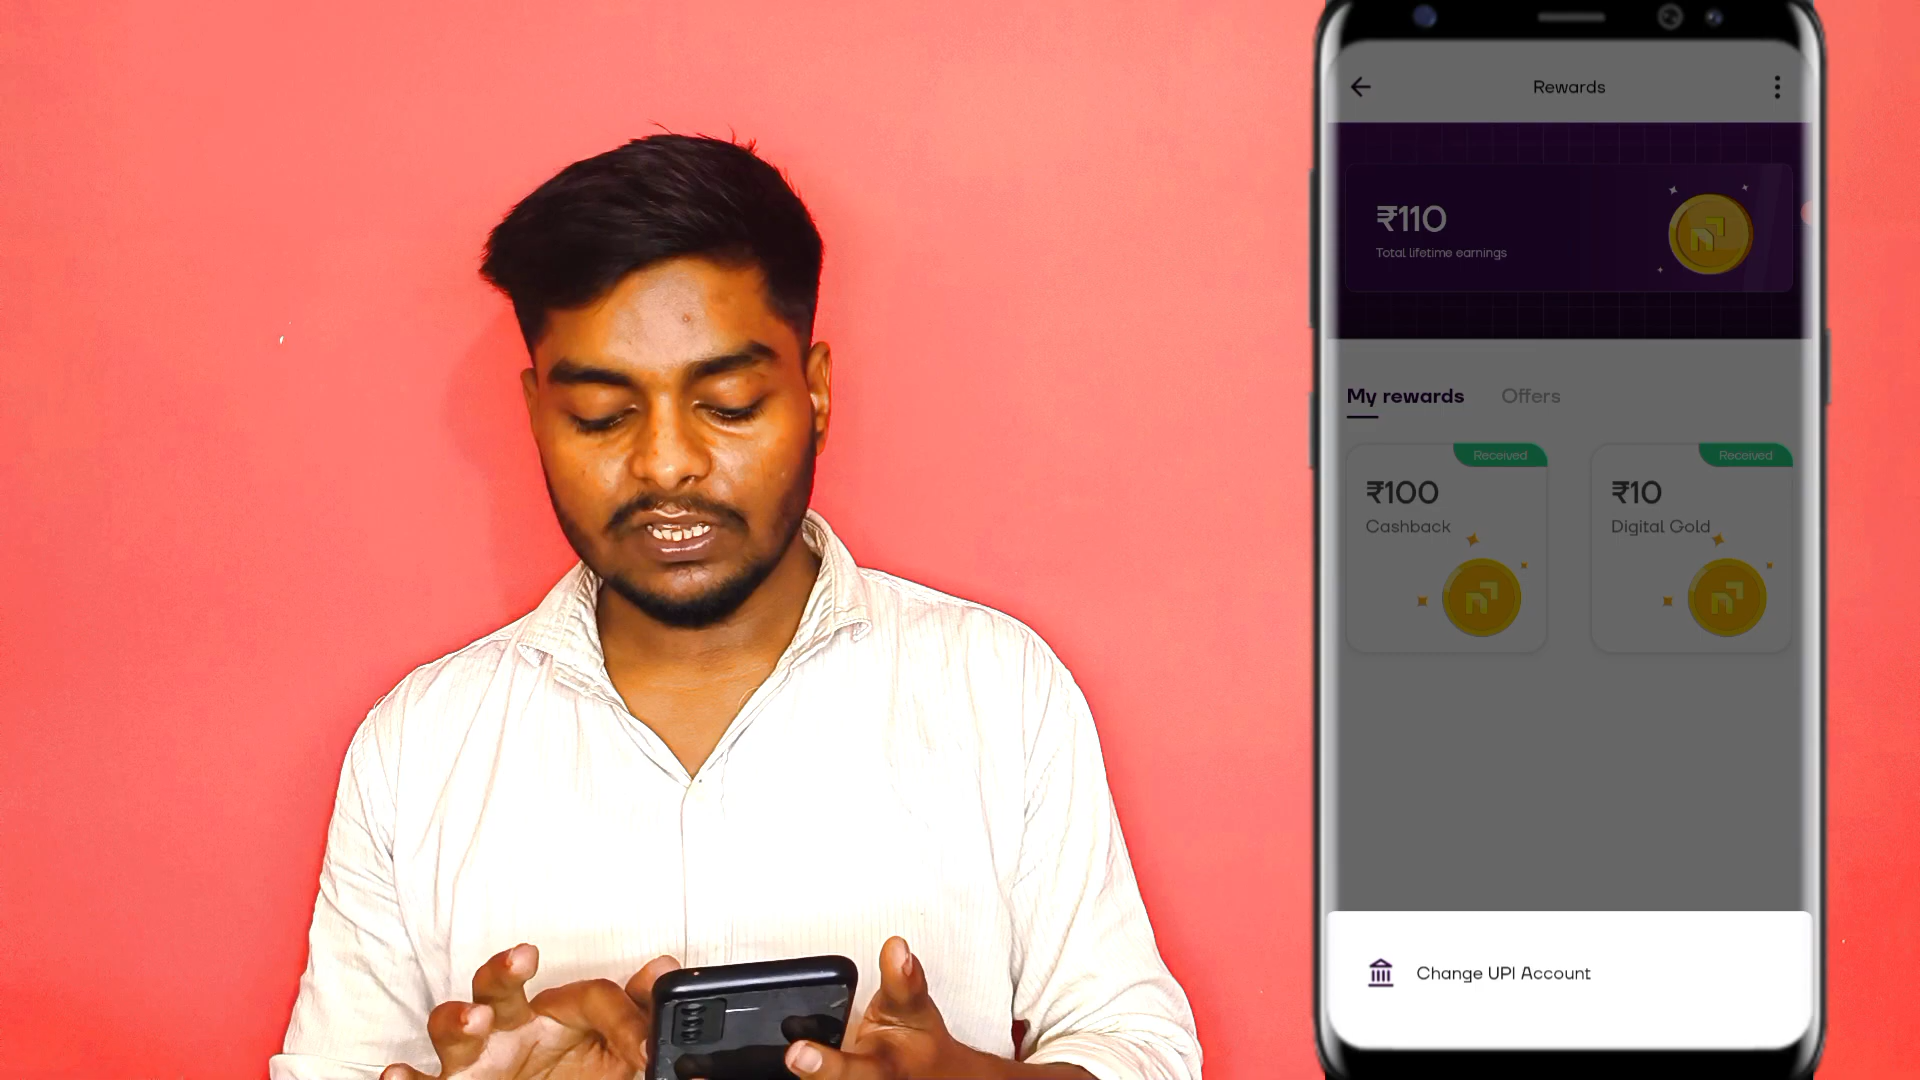 Rewards
₹110
Total lifetime earnings
My rewards
Offers
Received
₹100
Cashback
Received
₹10
Digital Gold
Change UPI Account